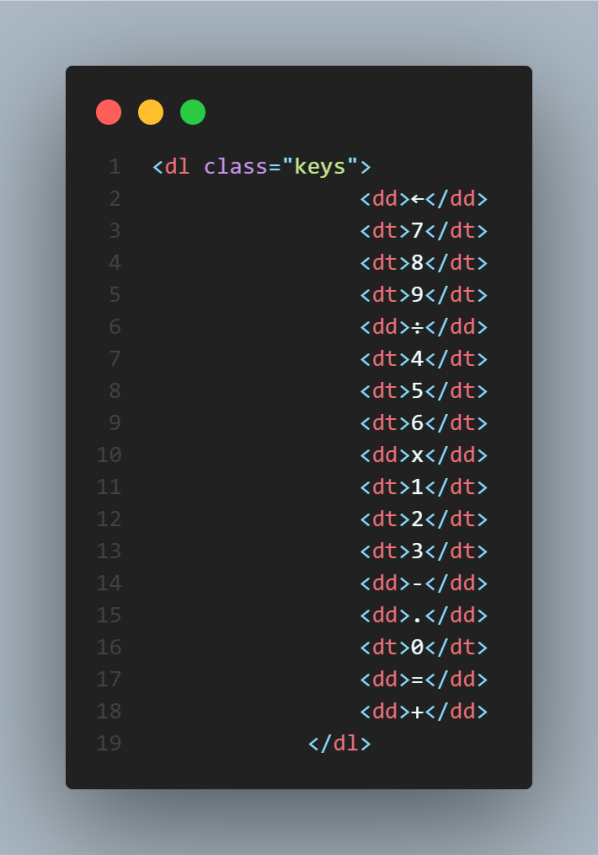 1 <dl class="keys">
2 <dd>←</dd>
3 <dt>7</dt>
4 <dt>8</dt>
5 <dt>9</dt>
6 <dd>÷</dd>
7 <dt>4</dt>
8 <dt>5</dt>
9 <dt>6</dt>
10 <dd>x</dd>
11 <dt>1</dt>
12 <dt>2</dt>
13 <dt>3</dt>
14 <dd>-</dd>
15 <dd>.</dd>
16 <dt>0</dt>
17 <dd>=</dd>
18 <dd>+</dd>
19 </dl>